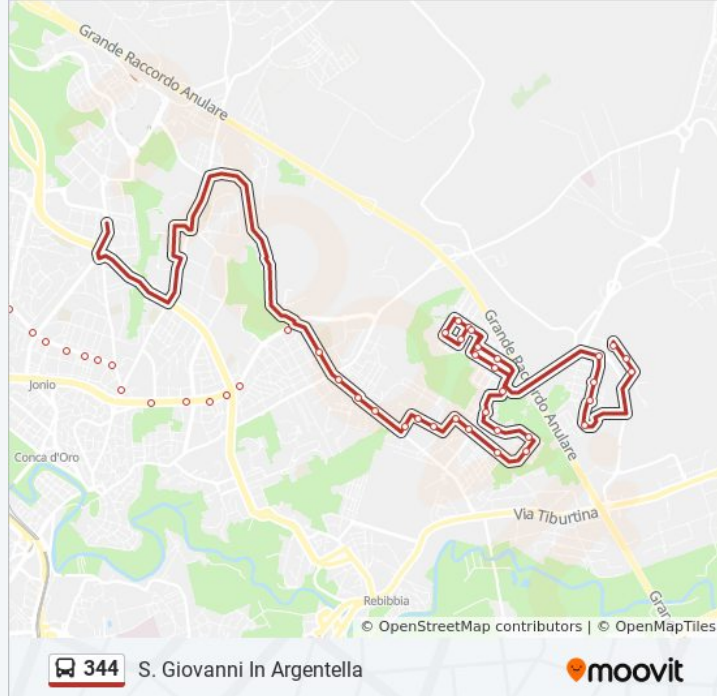 Grande Raccordo Anulare
Grande Raccordo Anulare
Jonio
Conca d'Oro
Via Tiburtina
Rebibbia
Gran
© OpenStreetMap contributors | © OpenMapTiles
344 S. Giovanni In Argentella
moovit